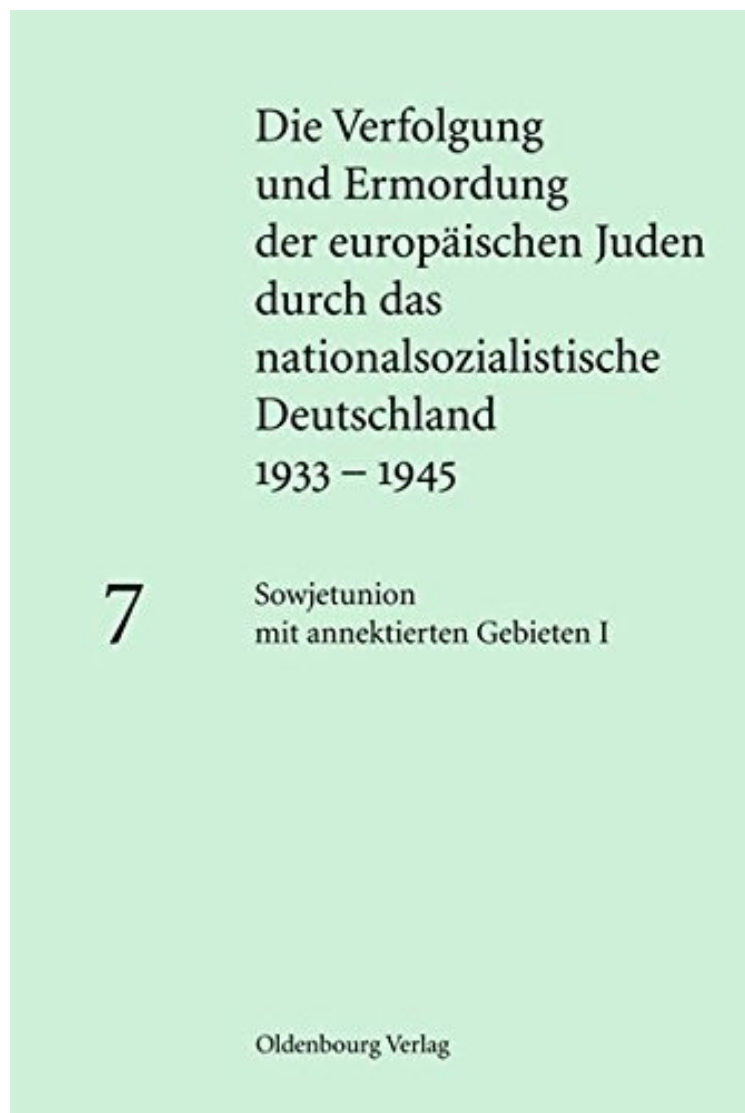 Die Verfolgung
und Ermordung
der europäischen Juden
durch das
nationalsozialistische
Deutschland
1933 – 1945
7
Sowjetunion
mit annektierten Gebieten I
Oldenbourg Verlag